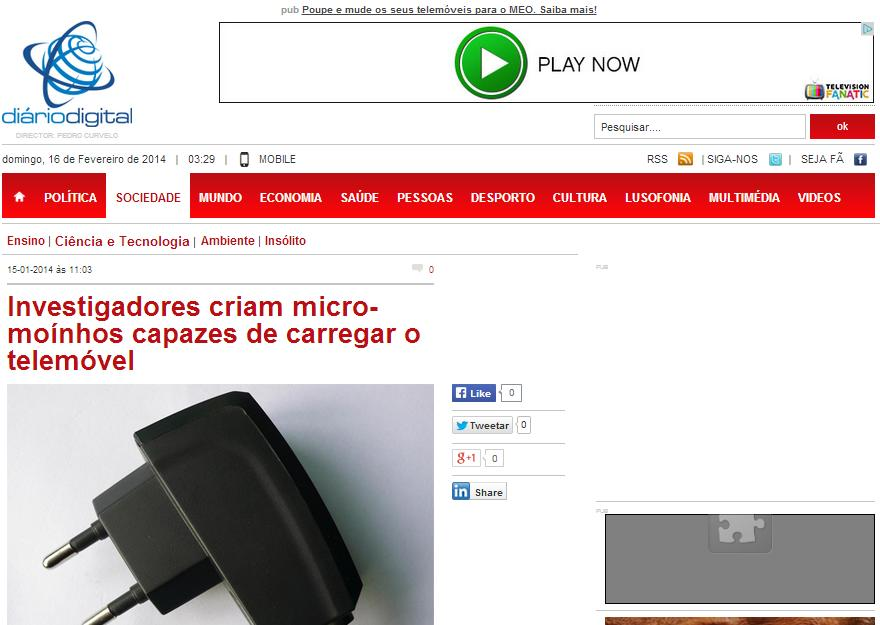 pub Poupe e mude os seus telemóveis para o MEO. Saiba mais!
PLAY NOW
TELEVISION
FANATIC
diáriodigital
DIRECTOR: PEDRO CURVELO
Pesquisar....
ok
domingo, 16 de Fevereiro de 2014 | 03:29 | MOBILE
RSS | SIGA-NOS | SEJA FÃ
POLÍTICA SOCIEDADE MUNDO ECONOMIA SAÚDE PESSOAS DESPORTO CULTURA LUSOFONIA MULTIMÉDIA VIDEOS
Ensino | Ciência e Tecnologia | Ambiente | Insólito
15-01-2014 às 11:03
0
PUB
Investigadores criam micro-
moínhos capazes de carregar o
telemóvel
Like 0
Tweetar 0
g+1 0
in Share
PUB